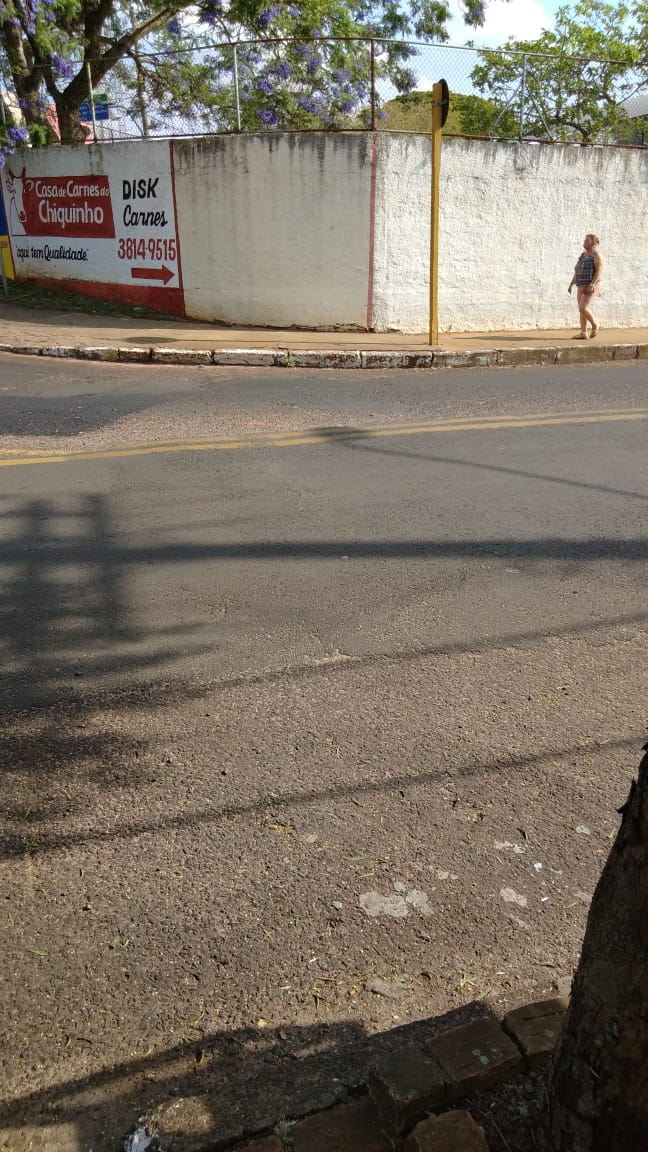 Casa de Carnes do
Chiquinho
"aqui tem Qualidade"
DISK
Carnes
3814-9515